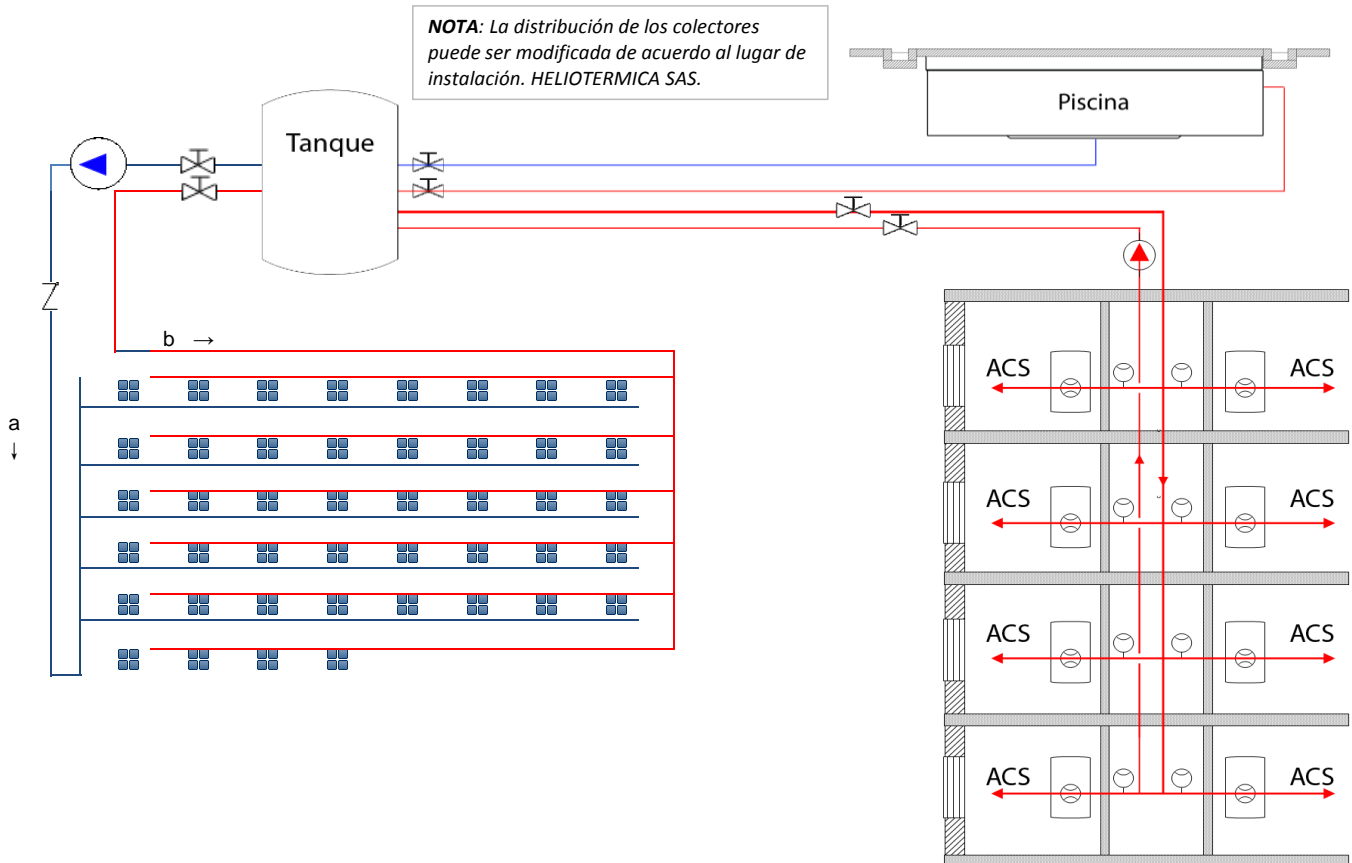 NOTA: La distribución de los colectores
puede ser modificada de acuerdo al lugar de
instalación. HELIOTERMICA SAS.
Piscina
Tanque
b →
a
↓
ACS ACS
ACS ACS
ACS ACS
ACS ACS